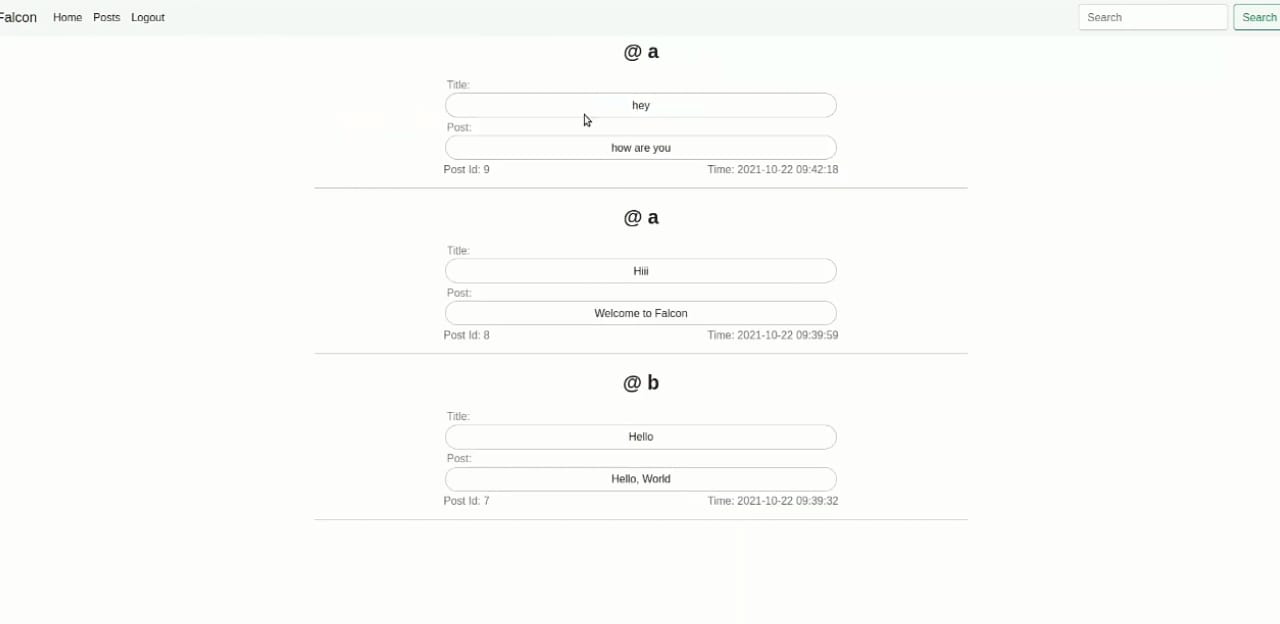 Falcon Home Posts Logout Search Search
@ a
Title:
hey
Post:
how are you
Post Id: 9 Time: 2021-10-22 09:42:18
@ a
Title:
Hiii
Post:
Welcome to Falcon
Post Id: 8 Time: 2021-10-22 09:39:59
@ b
Title:
Hello
Post:
Hello, World
Post Id: 7 Time: 2021-10-22 09:39:32